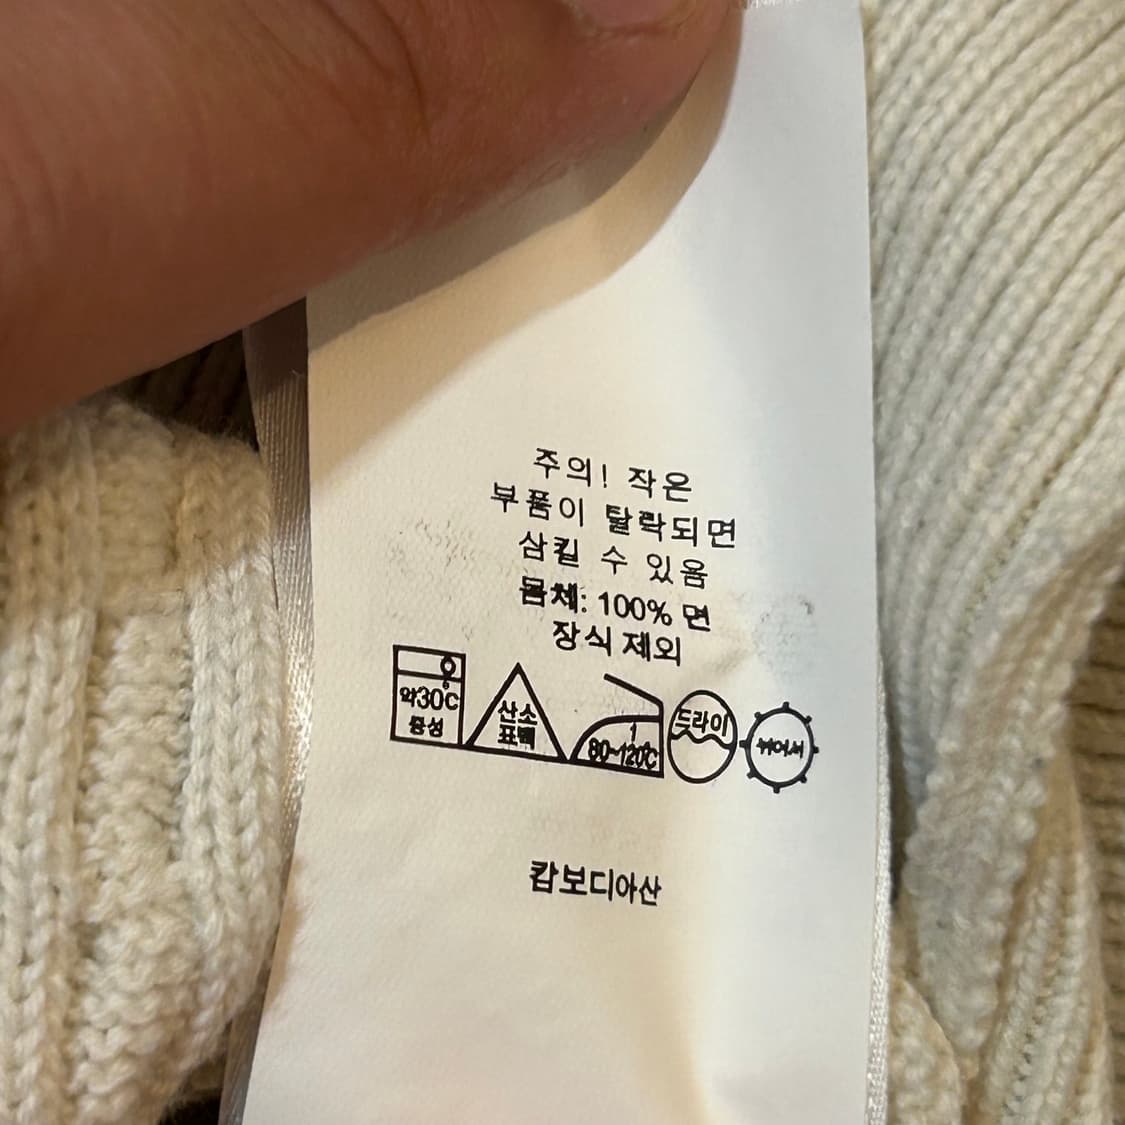 주의! 작은
부품이 탈락되면
삼킬 수 있음
몸체: 100% 면
장식 제외
약30℃
중성
산소
표백
1
80~120℃
드라이
뉘어서
캄보디아산